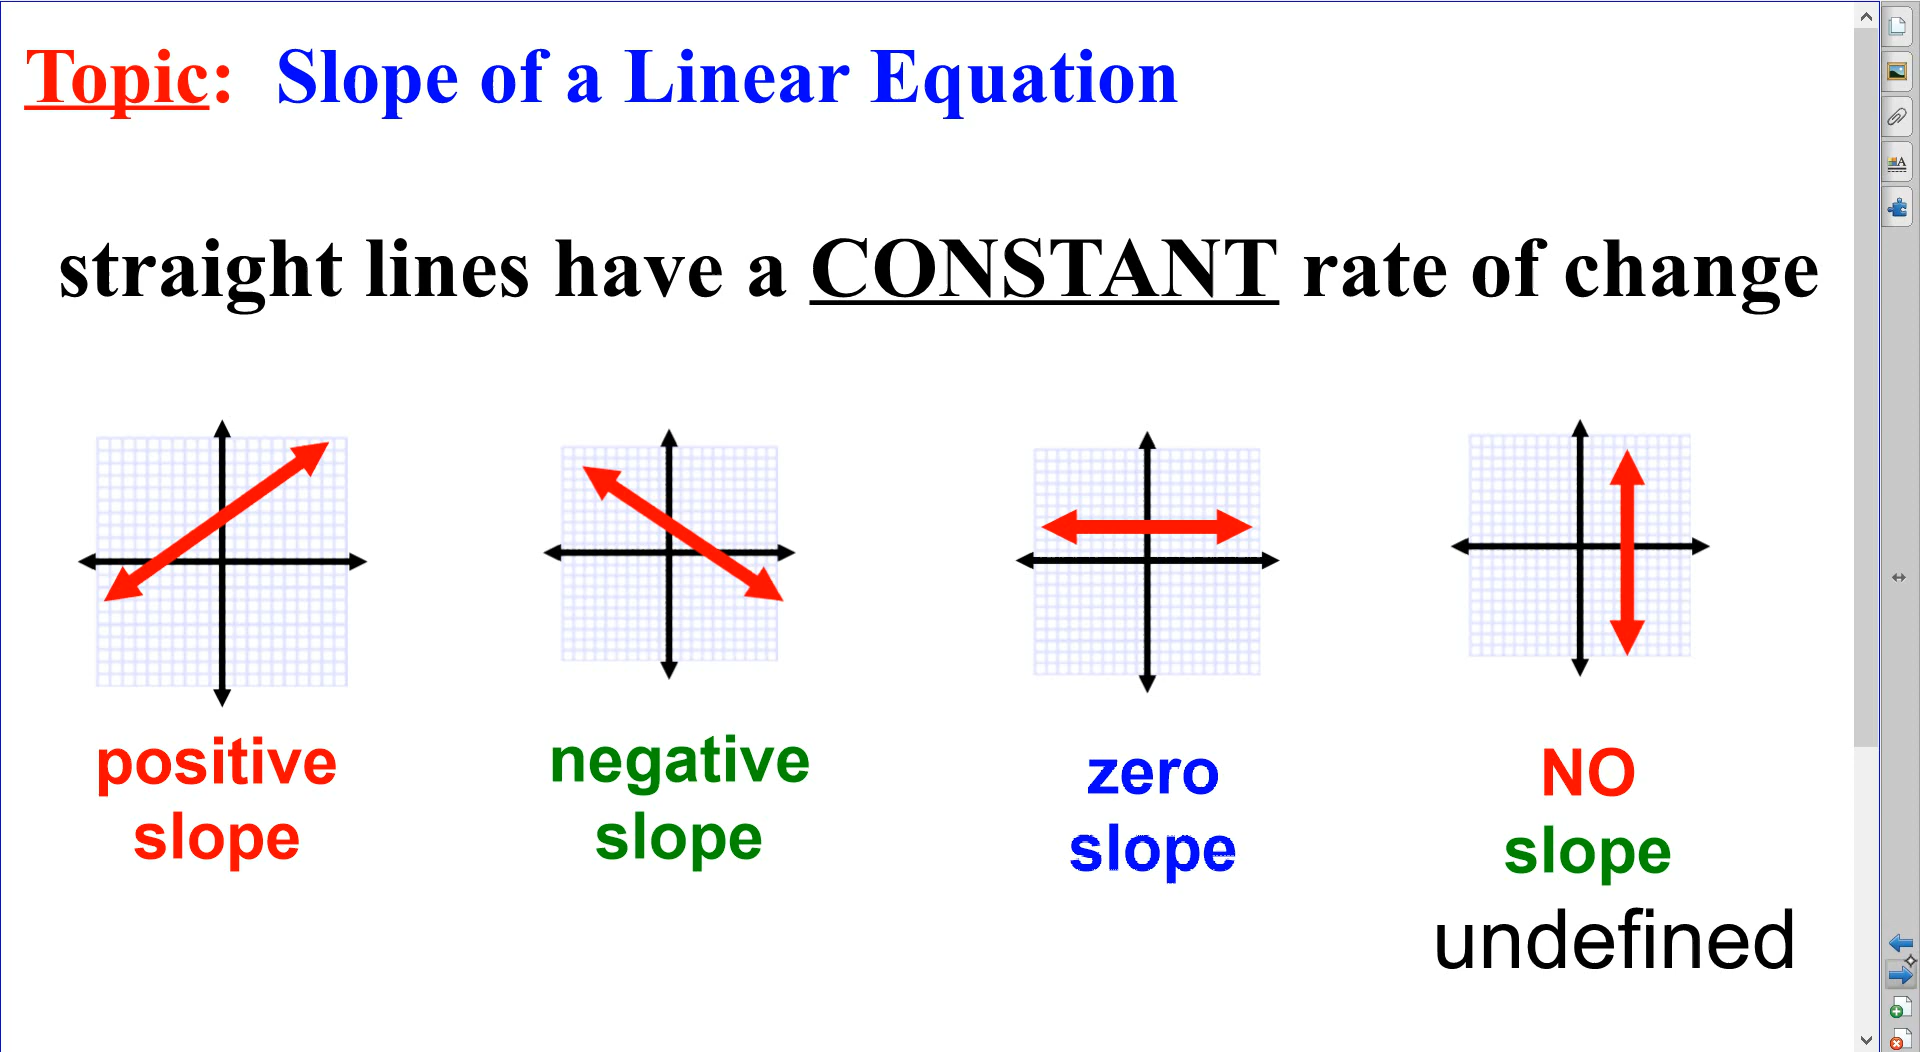 Topic: Slope of a Linear Equation
straight lines have a CONSTANT rate of change
positive
slope
negative
slope
zero
slope
NO
slope
undefined